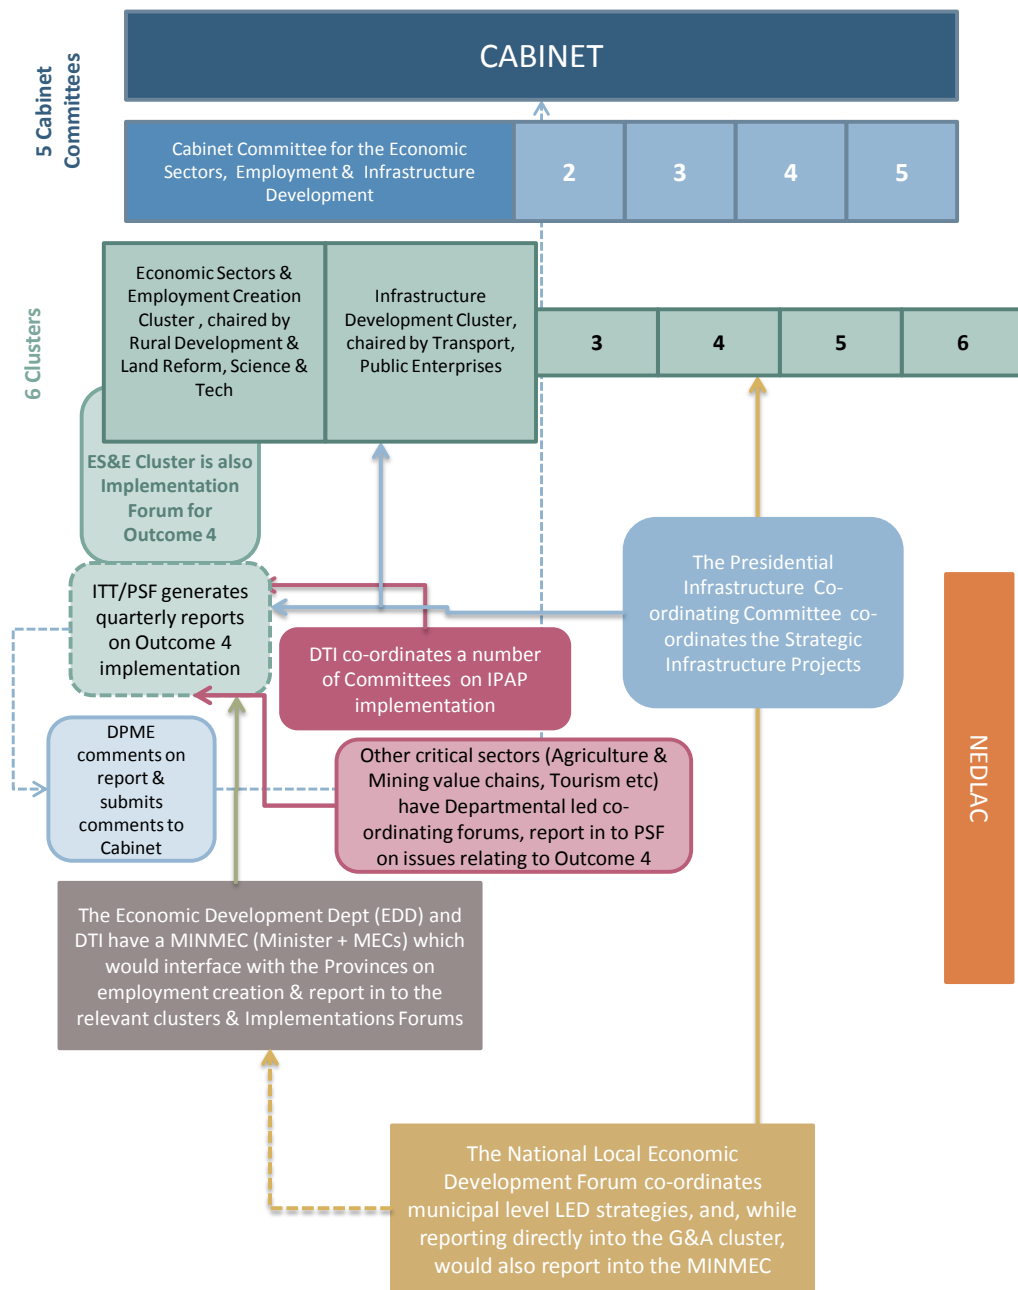 CABINET
5 Cabinet
Committees
Cabinet Committee for the Economic
Sectors, Employment & Infrastructure
Development
2
3
4
5
6 Clusters
Economic Sectors &
Employment Creation
Cluster , chaired by
Rural Development &
Land Reform, Science &
Tech
Infrastructure
Development Cluster,
chaired by Transport,
Public Enterprises
3
4
5
6
ES&E Cluster is also
Implementation
Forum for
Outcome 4
ITT/PSF generates
quarterly reports
on Outcome 4
implementation
The Presidential
Infrastructure Co-
ordinating Committee co-
ordinates the Strategic
Infrastructure Projects
DTI co-ordinates a number
of Committees on IPAP
implementation
NEDLAC
DPME
comments on
report &
submits
comments to
Cabinet
Other critical sectors (Agriculture &
Mining value chains, Tourism etc)
have Departmental led co-
ordinating forums, report in to PSF
on issues relating to Outcome 4
The Economic Development Dept (EDD) and
DTI have a MINMEC (Minister + MECs) which
would interface with the Provinces on
employment creation & report in to the
relevant clusters & Implementations Forums
The National Local Economic
Development Forum co-ordinates
municipal level LED strategies, and, while
reporting directly into the G&A cluster,
would also report into the MINMEC